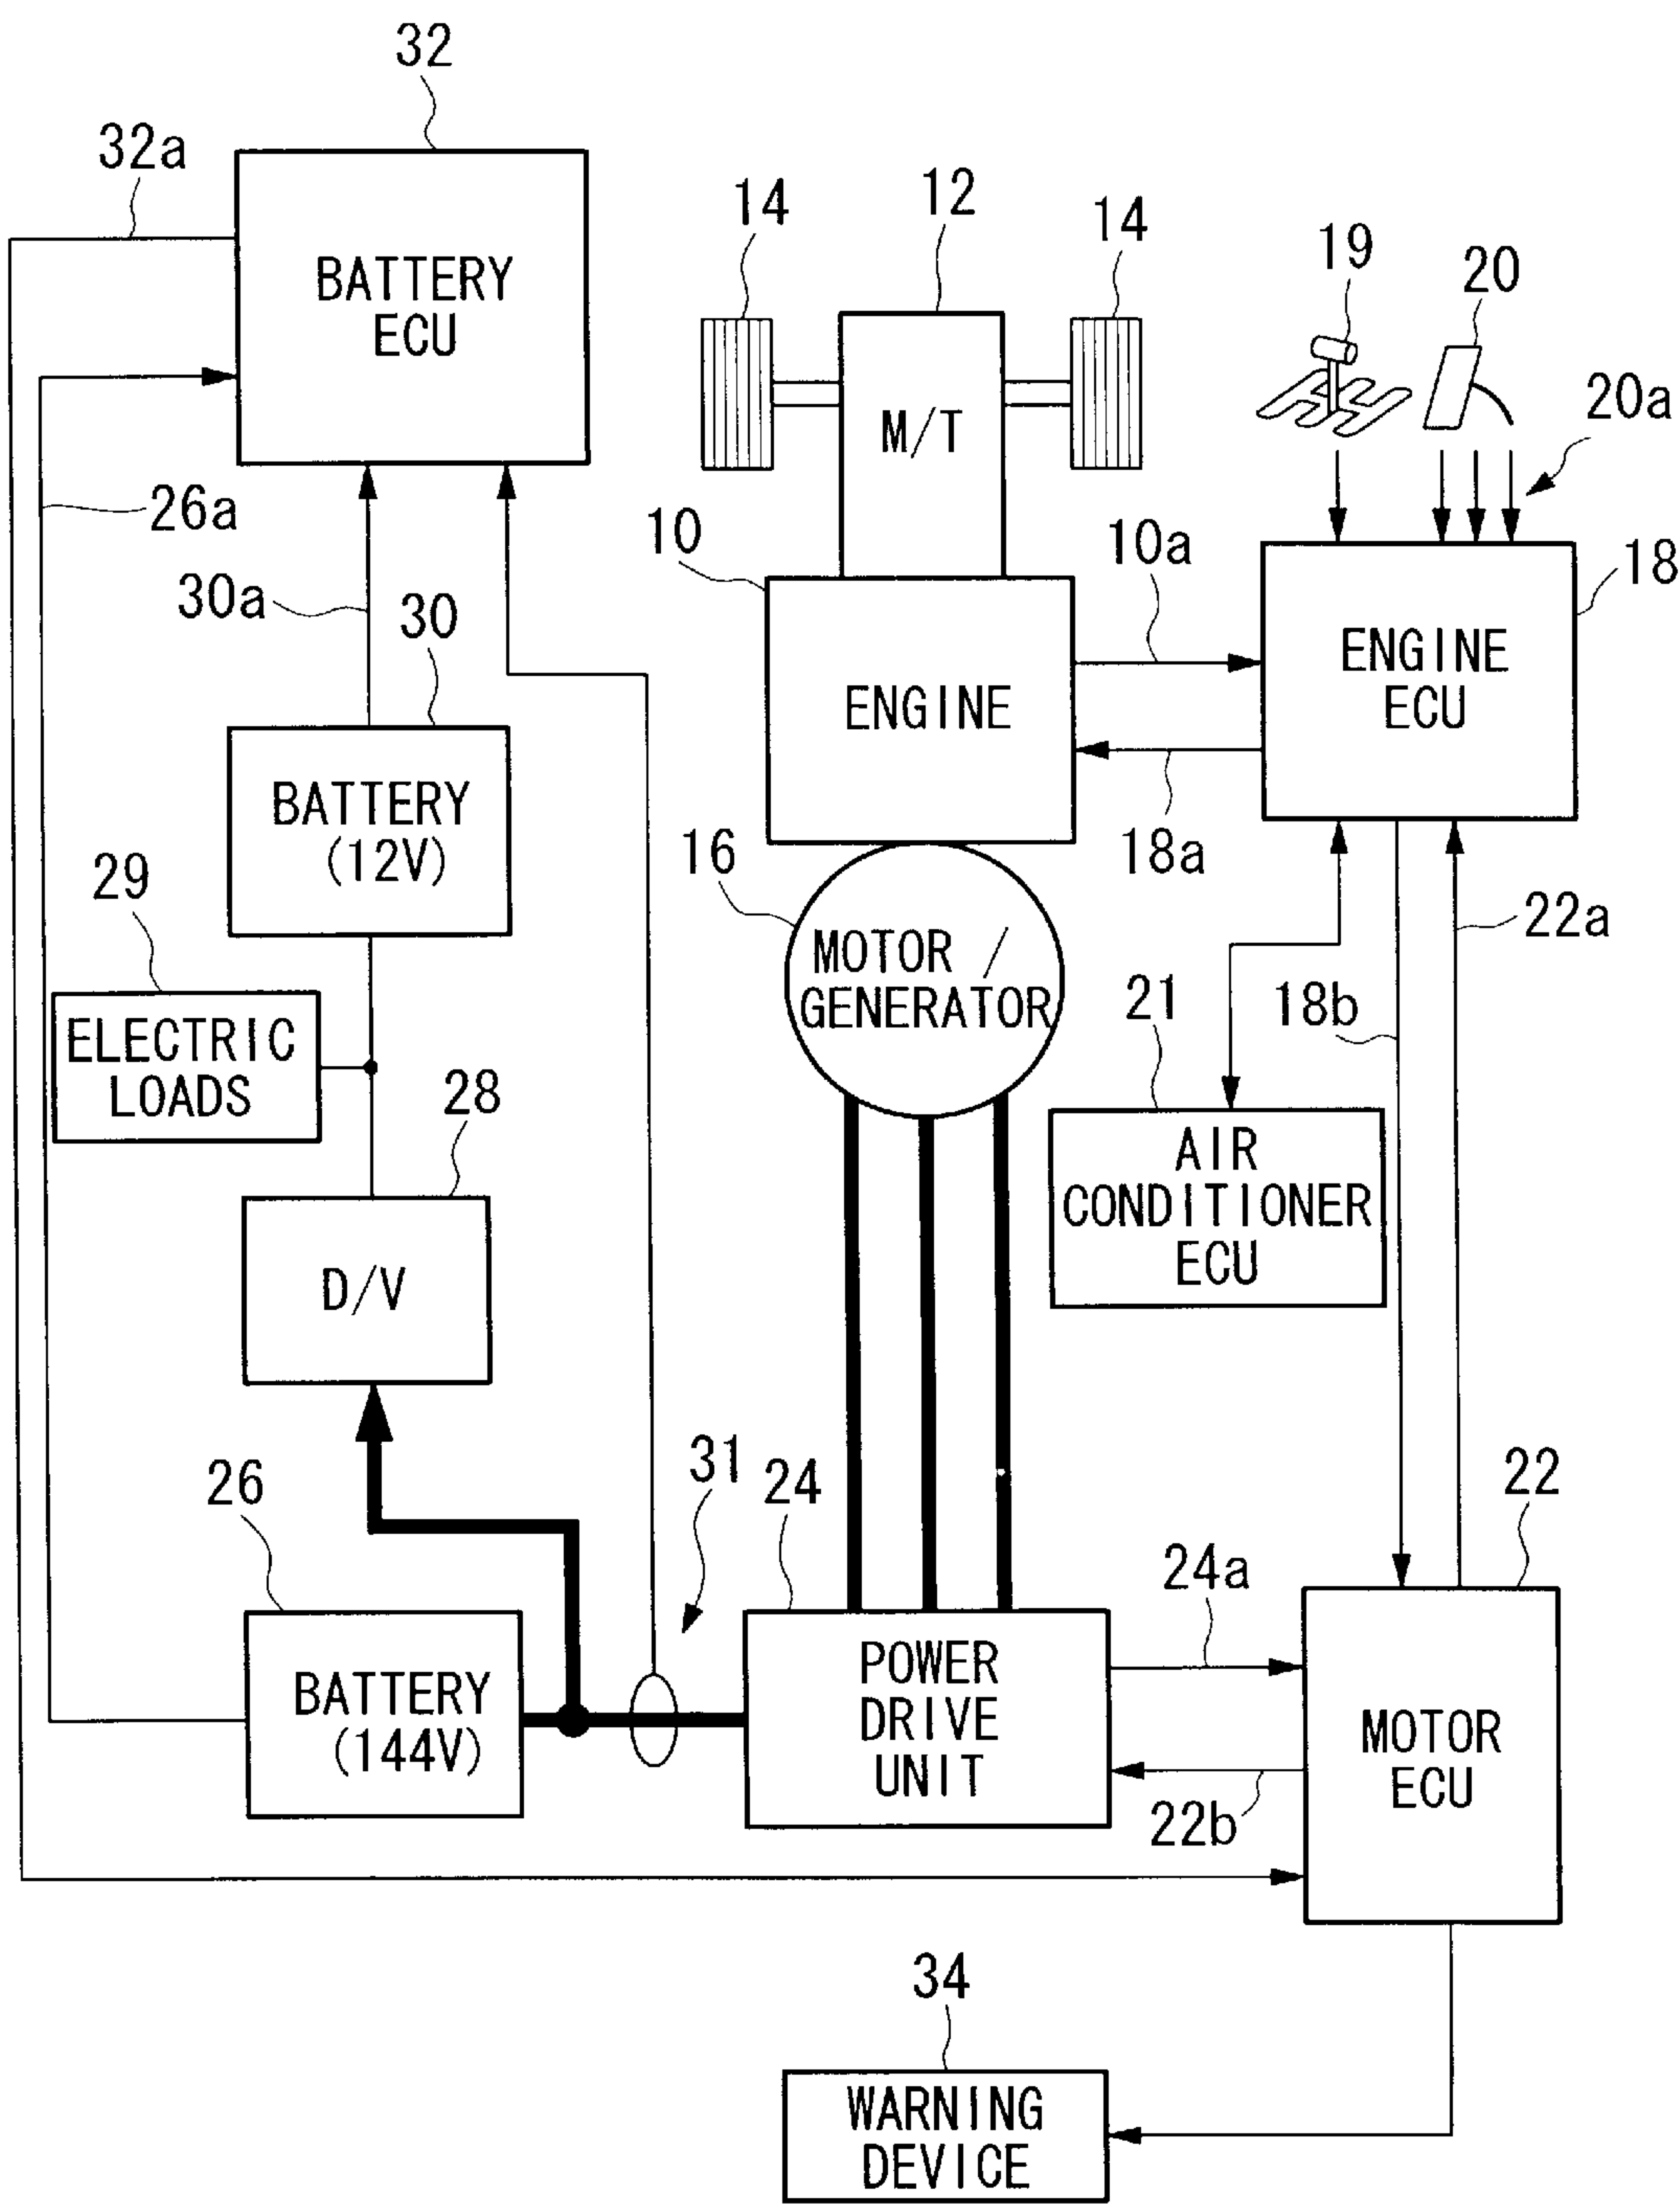 32
32a
14
12
14
19
20
BATTERY
ECU
20a
M/T
26a
10
10a
18
30a
30
ENGINE
ECU
ENGINE
BATTERY
(12V)
18a
16
29
22a
MOTOR /
GENERATOR
21
18b
ELECTRIC
LOADS
28
AIR
CONDITIONER
ECU
D/V
31
26
24
22
24a
POWER
DRIVE
UNIT
BATTERY
(144V)
MOTOR
ECU
22b
34
WARNING
DEVICE